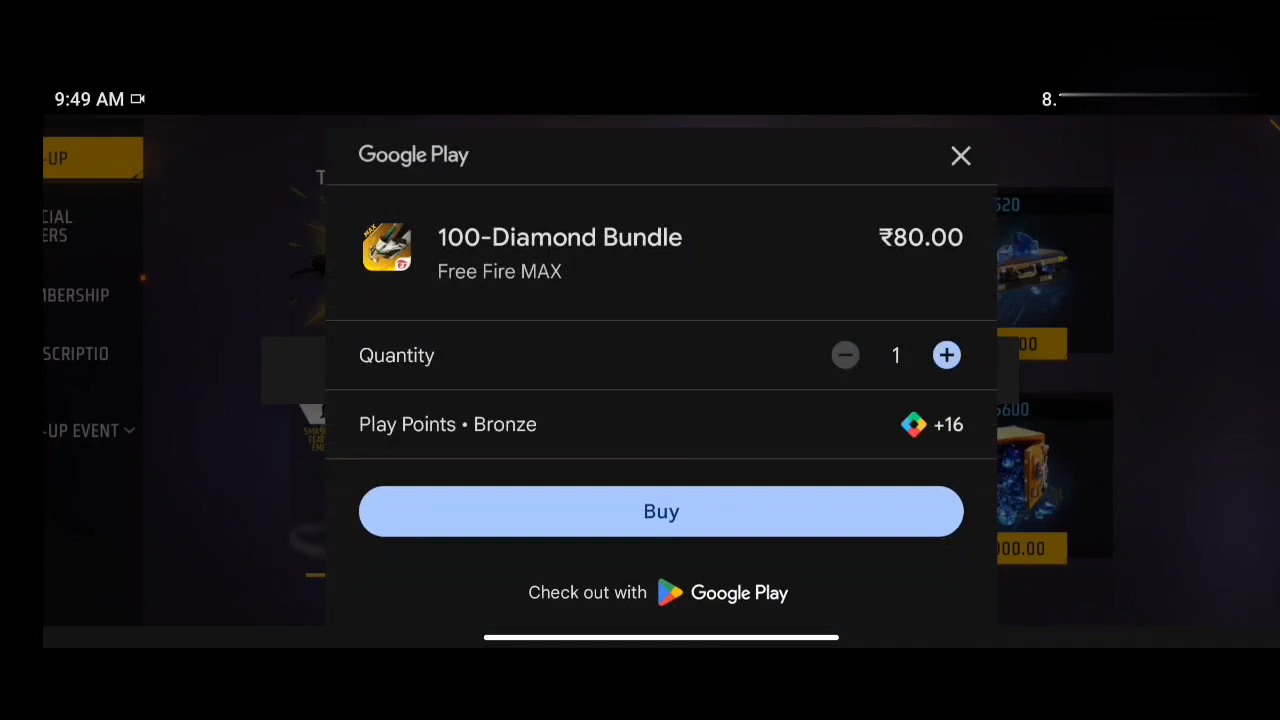 9:49 AM
8.
Google Play
-UP
100-Diamond Bundle
₹80.00
Free Fire MAX
CIAL
ERS
MBERSHIP
Quantity
1
SCRIPTIO
Play Points • Bronze
+16
-UP EVENT
Buy
Check out with Google Play
520
00
5600
000.00
MAX